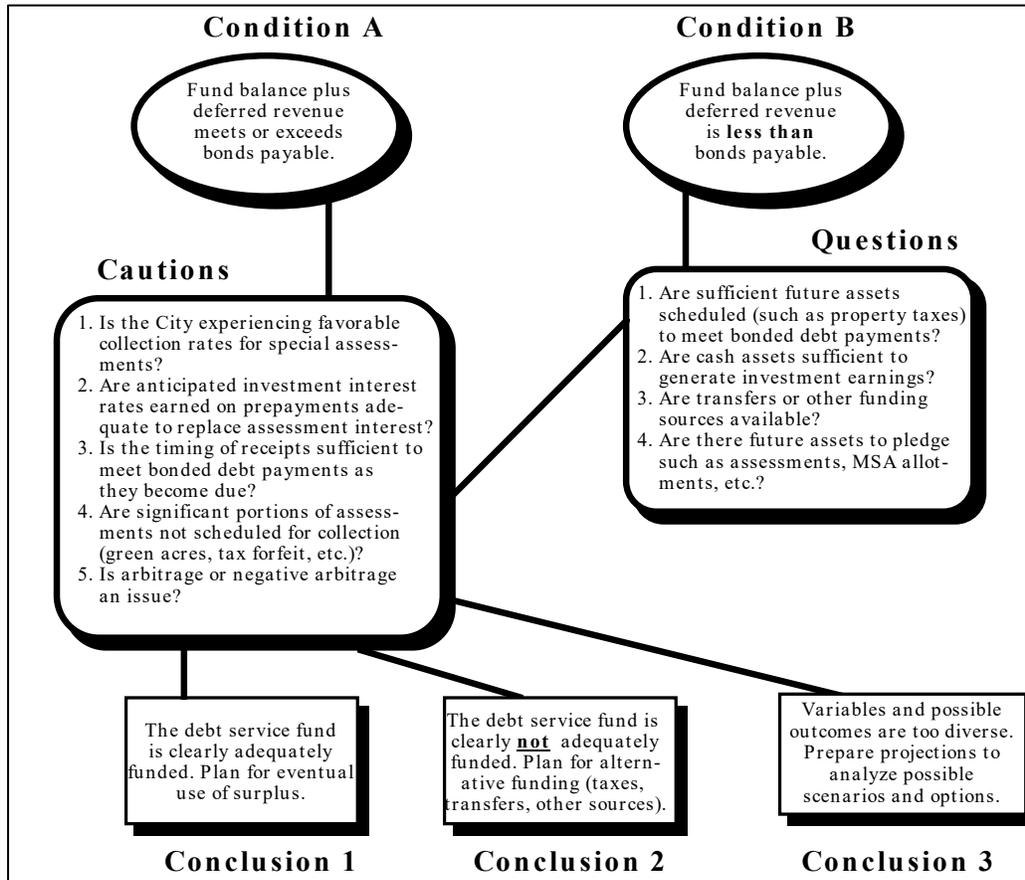 Condition A
Fund balance plus
deferred revenue
meets or exceeds
bonds payable.
Condition B
Fund balance plus
deferred revenue
is less than
bonds payable.
Cautions
1. Is the City experiencing favorable
collection rates for special assess-
ments?
2. Are anticipated investment interest
rates earned on prepayments ade-
quate to replace assessment interest?
3. Is the timing of receipts sufficient to
meet bonded debt payments as
they become due?
4. Are significant portions of assess-
ments not scheduled for collection
(green acres, tax forfeit, etc.)?
5. Is arbitrage or negative arbitrage
an issue?
Questions
1. Are sufficient future assets
scheduled (such as property taxes)
to meet bonded debt payments?
2. Are cash assets sufficient to
generate investment earnings?
3. Are transfers or other funding
sources available?
4. Are there future assets to pledge
such as assessments, MSA allot-
ments, etc.?
The debt service fund
is clearly adequately
funded. Plan for eventual
use of surplus.
Conclusion 1
The debt service fund is
clearly not adequately
funded. Plan for altern-
ative funding (taxes,
transfers, other sources).
Conclusion 2
Variables and possible
outcomes are too diverse.
Prepare projections to
analyze possible
scenarios and options.
Conclusion 3